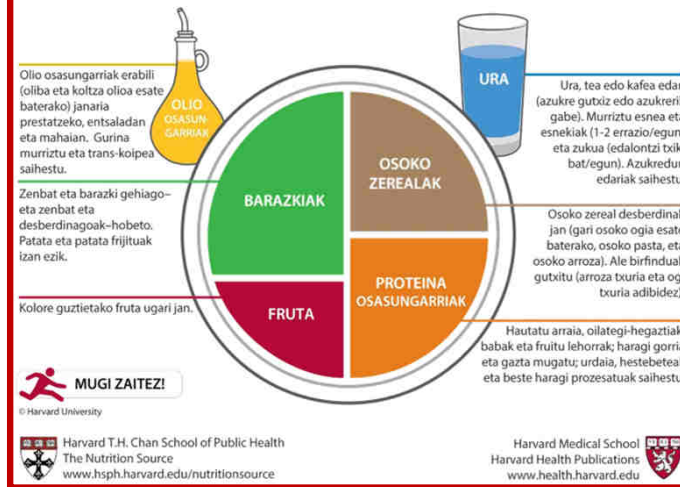 Olio osasungarriak erabili
(oliba eta koltza olioa esate
baterako) janaria
prestatzeko, entsaladan
eta mahaian. Gurina
murriztu eta trans-koipea
saihestu.
OLIO
OSASUN-
GARRIAK
Zenbat eta barazki gehiago–
eta zenbat eta
desberdinagoak–hobeto.
Patata eta patata frijituak
izan ezik.
Kolore guztietako fruta ugari jan.
BARAZKIAK
FRUTA
OSOKO
ZEREALAK
PROTEINA
OSASUNGARRIAK
URA
Ura, tea edo kafea edan
(azukre gutxiz edo azukrerik
gabe). Murriztu esnea eta
esnekiak (1-2 errazio/egun)
eta zukua (edalontzi txiki
bat/egun). Azukredun
edariak saihestu
Osoko zereal desberdinak
jan (gari osoko ogia esate
baterako, osoko pasta, eta
osoko arroza). Ale birfinduak
gutxitu (arroza txuria eta ogi
txuria adibidez)
Hautatu arraia, oilategi-hegaztiak
babak eta fruitu lehorrak; haragi gorria
eta gazta mugatu; urdaia, hestebeteak
eta beste haragi prozesatuak saihestu
MUGI ZAITEZ!
© Harvard University
Harvard T.H. Chan School of Public Health
The Nutrition Source
www.hsph.harvard.edu/nutritionsource
Harvard Medical School
Harvard Health Publications
www.health.harvard.edu